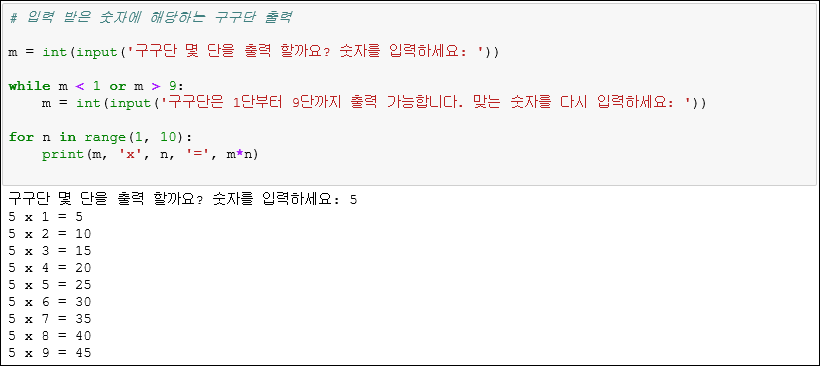 # 입력 받은 숫자에 해당하는 구구단 출력
m = int(input('구구단 몇 단을 출력 할까요? 숫자를 입력하세요: '))
while m < 1 or m > 9:
    m = int(input('구구단은 1단부터 9단까지 출력 가능합니다. 맞는 숫자를 다시 입력하세요: '))
for n in range(1, 10):
    print(m, 'x', n, '=', m*n)
구구단 몇 단을 출력 할까요? 숫자를 입력하세요: 5
5 x 1 = 5
5 x 2 = 10
5 x 3 = 15
5 x 4 = 20
5 x 5 = 25
5 x 6 = 30
5 x 7 = 35
5 x 8 = 40
5 x 9 = 45